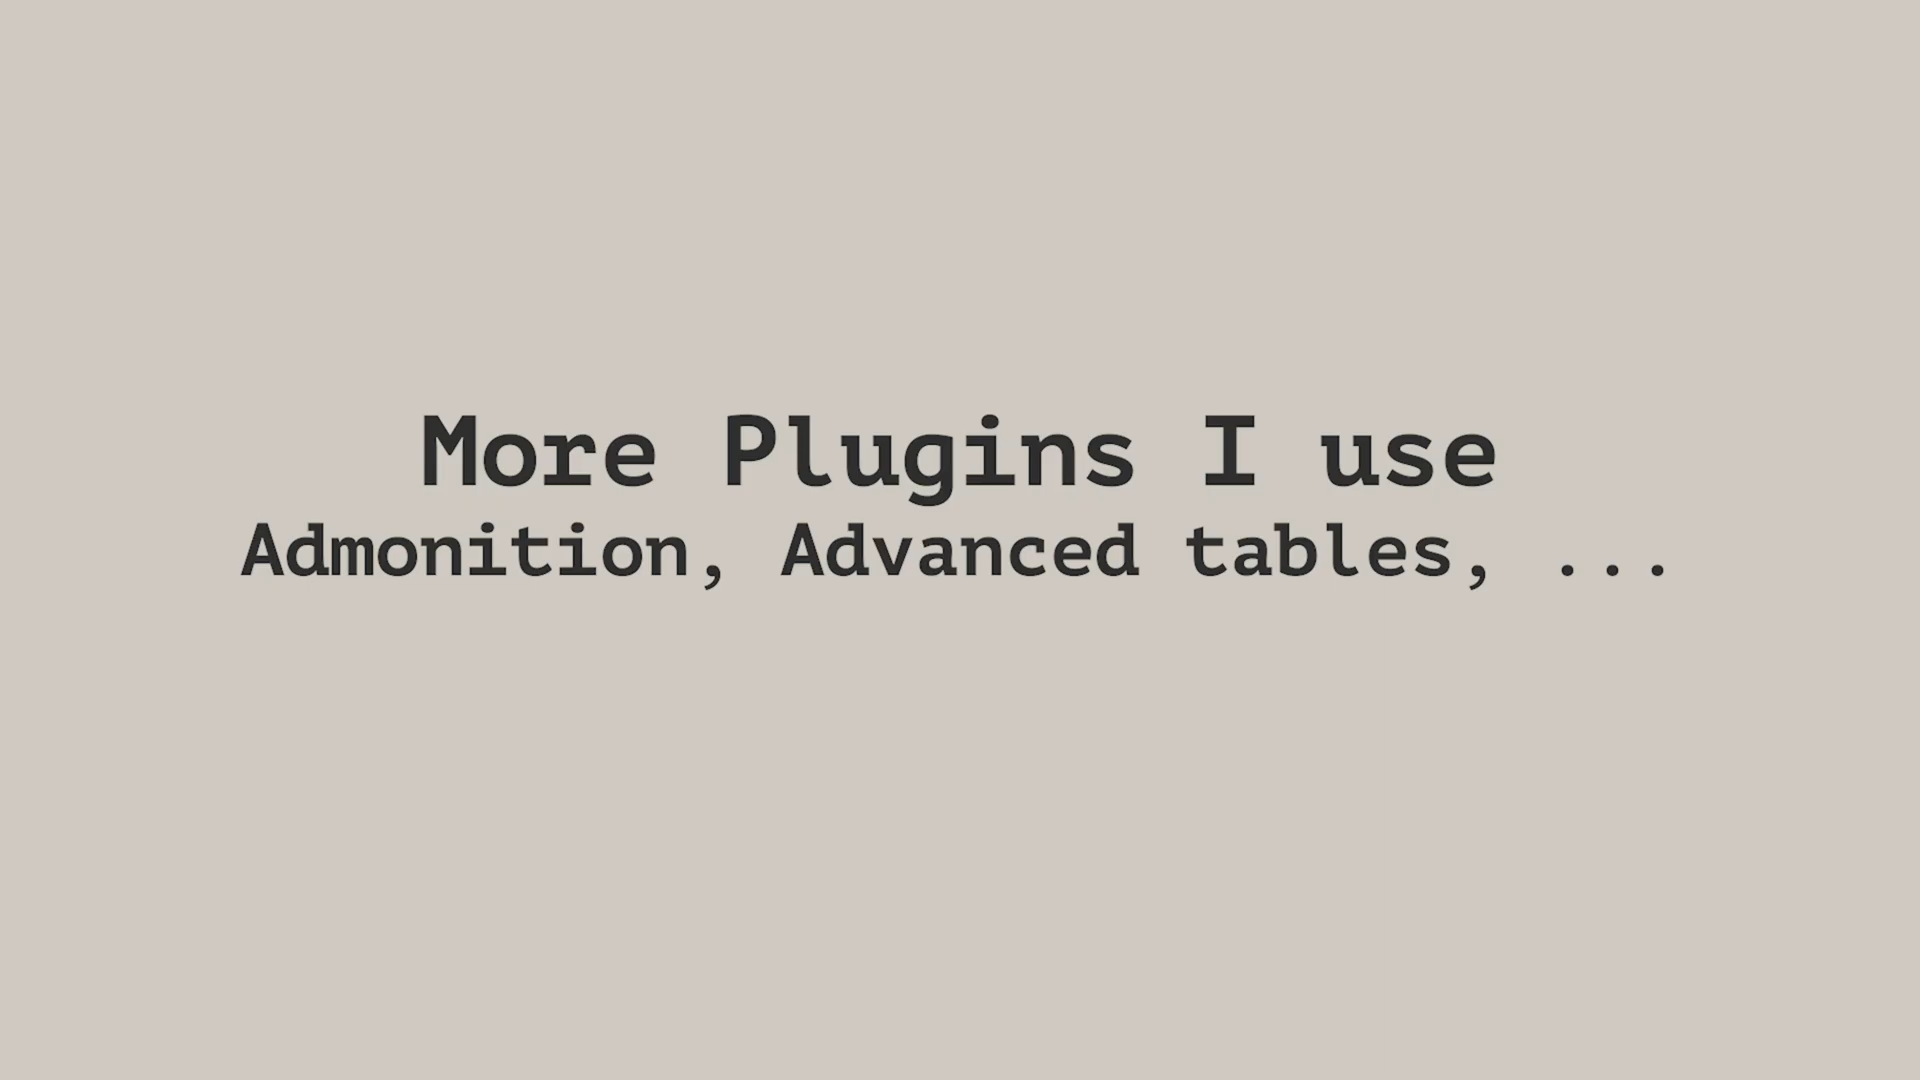 More Plugins I use
Admonition, Advanced tables, ...